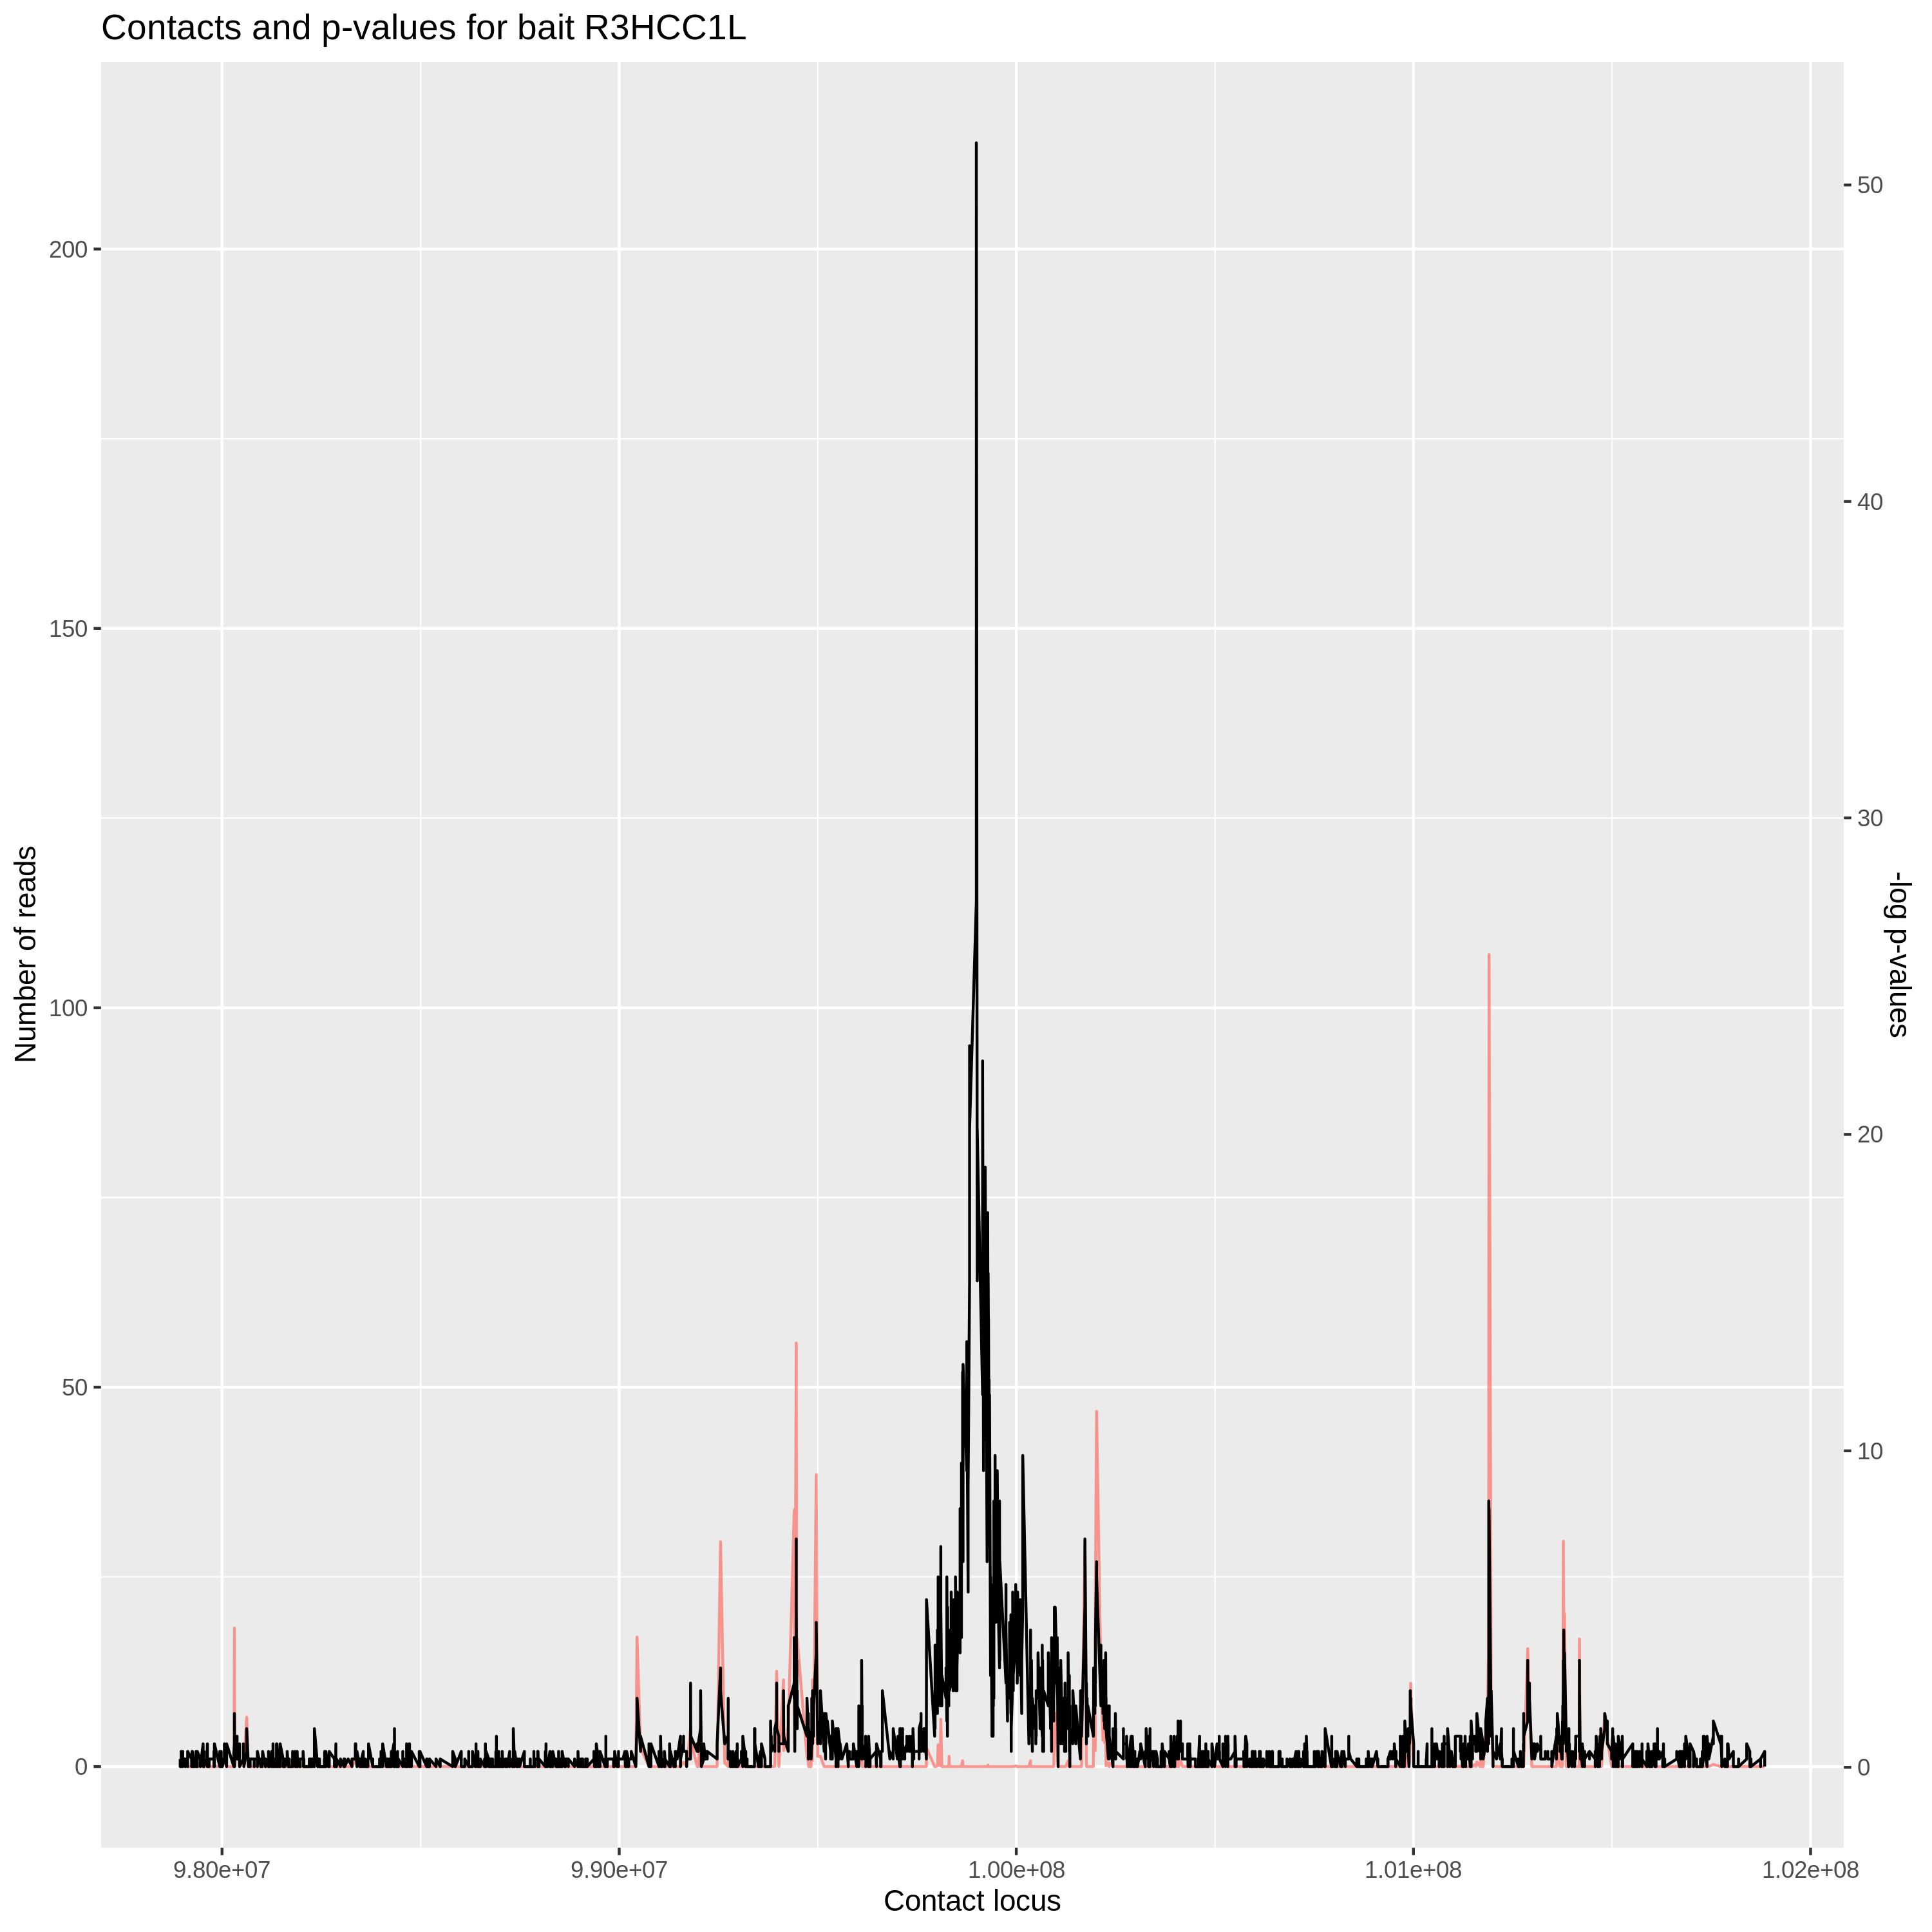 Contacts and p-values for bait R3HCC1L
Number of reads
200
150
100
50
0
50
40
30
20
10
0
-log p-values
9.80e+07
9.90e+07
1.00e+08
1.01e+08
1.02e+08
Contact locus